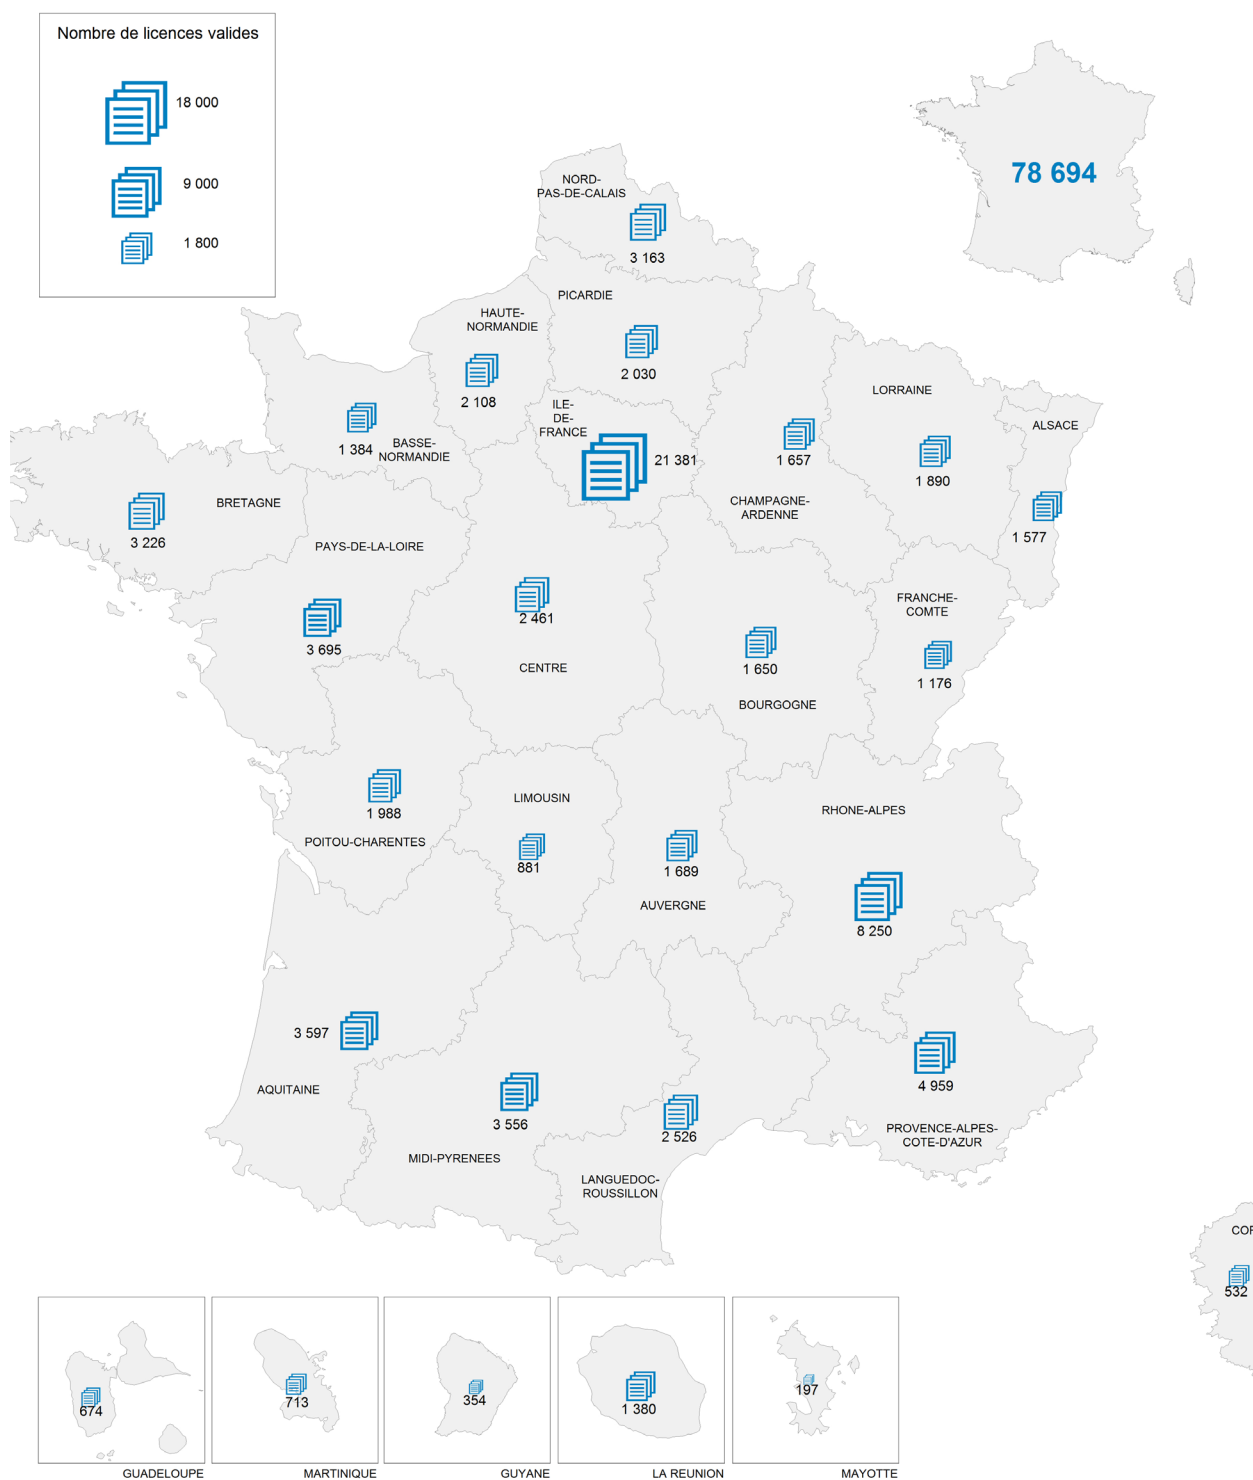 Nombre de licences valides
18 000
9 000
1 800
78 694
NORD-
PAS-DE-CALAIS
3 163
PICARDIE
2 030
HAUTE-
NORMANDIE
2 108
ILE-
DE-
FRANCE
21 381
1 384
BASSE-
NORMANDIE
1 657
CHAMPAGNE-
ARDENNE
LORRAINE
1 890
ALSACE
1 577
BRETAGNE
3 226
PAYS-DE-LA-LOIRE
3 695
2 461
CENTRE
1 650
BOURGOGNE
FRANCHE-
COMTE
1 176
1 988
POITOU-CHARENTES
LIMOUSIN
881
1 689
AUVERGNE
RHONE-ALPES
8 250
3 597
AQUITAINE
3 556
MIDI-PYRENEES
2 526
LANGUEDOC-
ROUSSILLON
4 959
PROVENCE-ALPES-
COTE-D'AZUR
532
674
GUADELOUPE
713
MARTINIQUE
354
GUYANE
1 380
LA REUNION
197
MAYOTTE